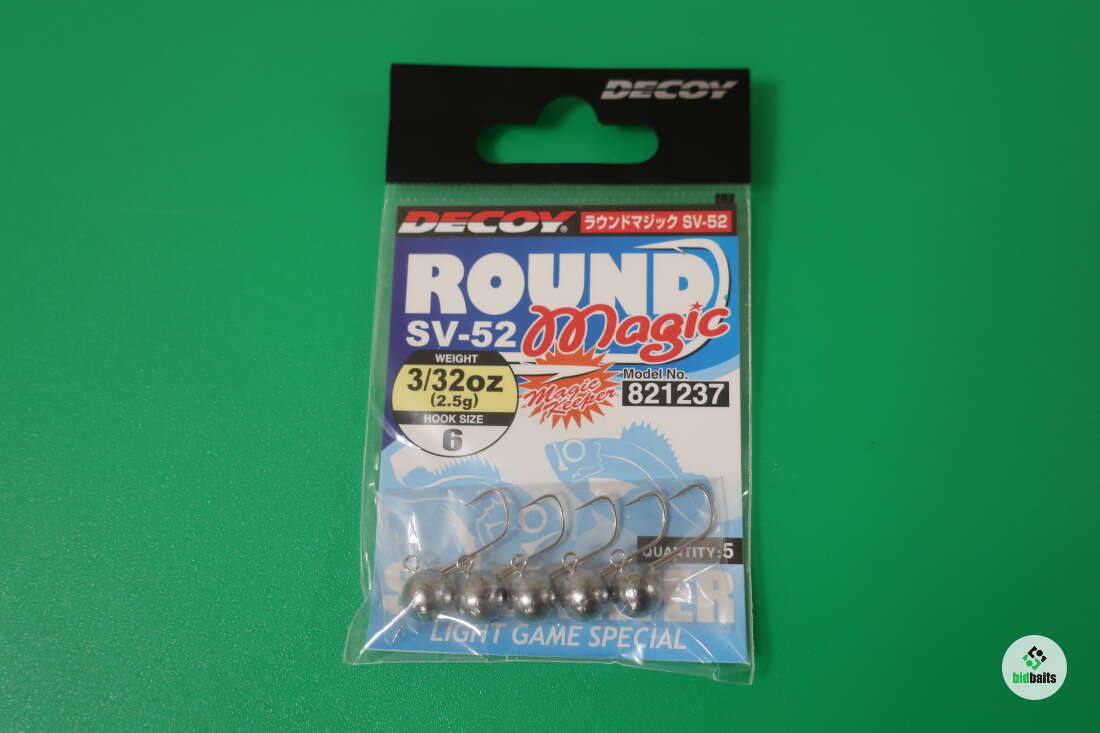 DECOY
DECOY® ラウンドマジック SV-52
ROUND
SV-52 Magic
WEIGHT
3/32oz
(2.5g)
HOOK SIZE
6
Magic
Keeper
Model No.
821237
QUANTITY:5
LIGHT GAME SPECIAL
bidbaits